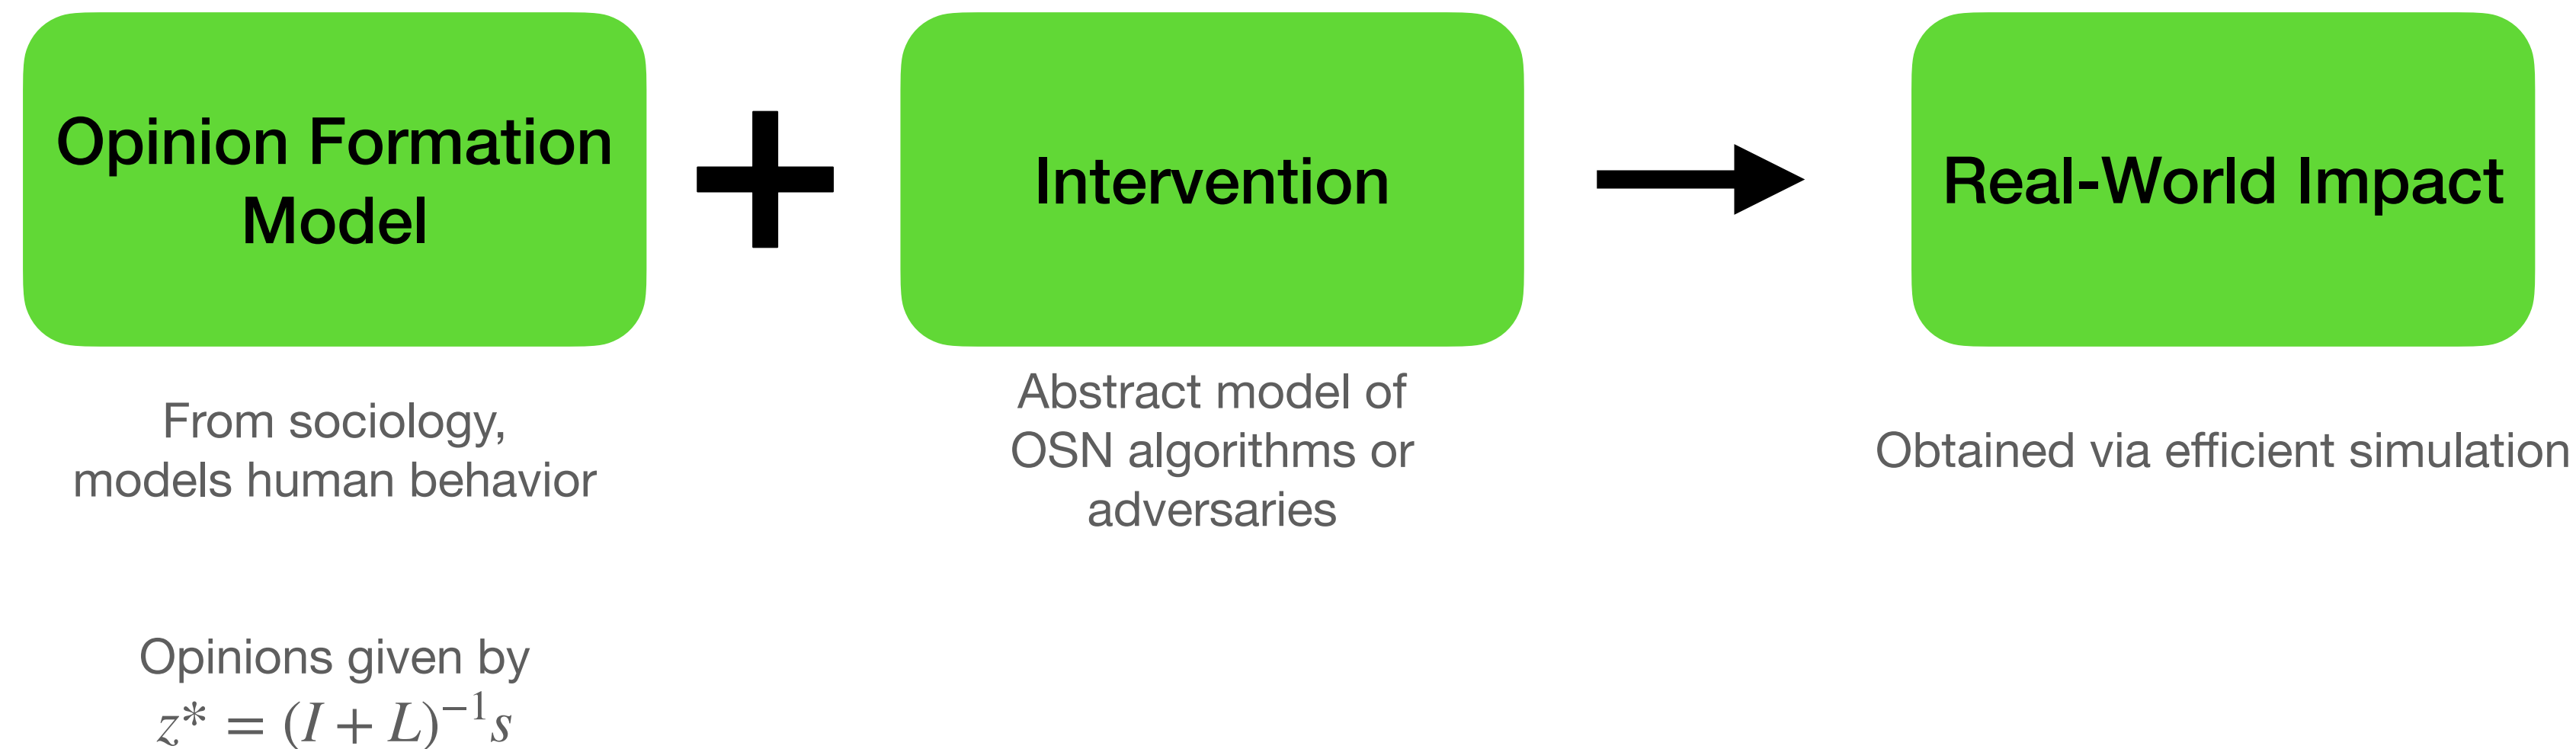 Opinion Formation
Model
+
Intervention
Real-World Impact
From sociology,
models human behavior
Abstract model of
OSN algorithms or
adversaries
Obtained via efficient simulation
Opinions given by
z* = (I + L)⁻¹s